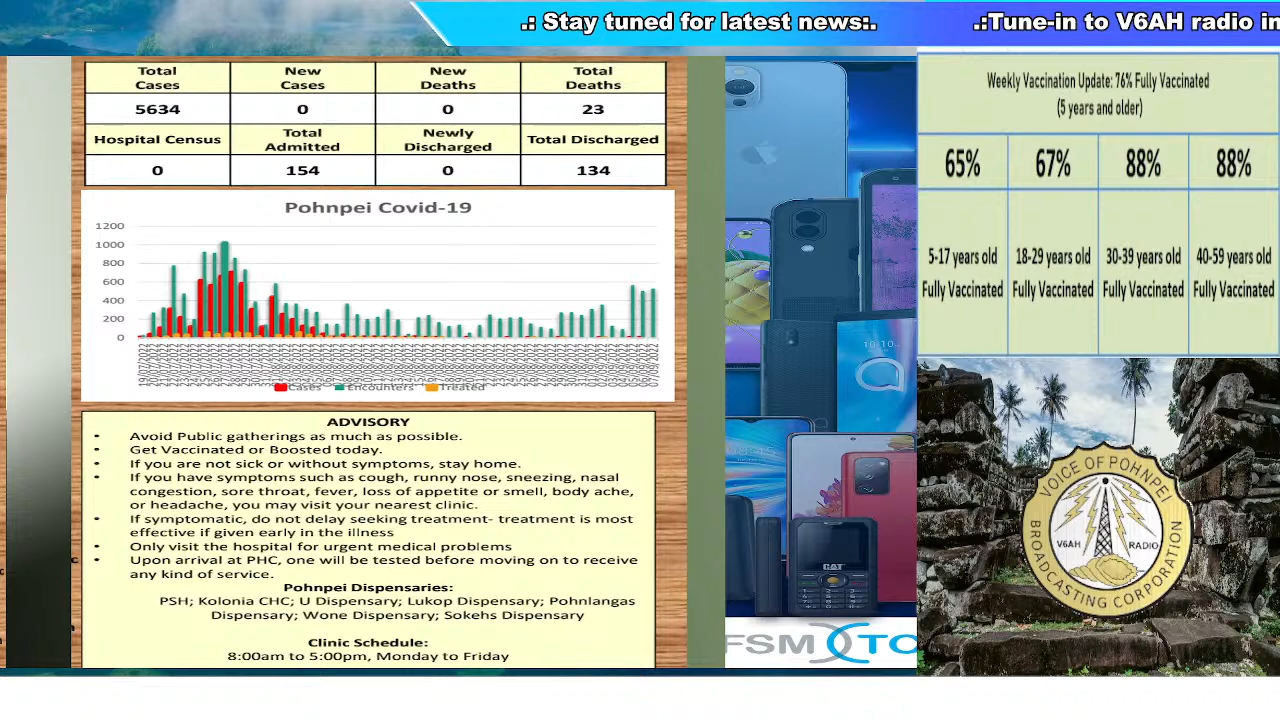 .: Stay tuned for latest news:.
.:Tune-in to V6AH radio in
Total Cases
New Cases
New Deaths
Total Deaths
5634
0
0
23
Hospital Census
Total Admitted
Newly Discharged
Total Discharged
0
154
0
134
Pohnpei Covid-19
1200
1000
800
600
400
200
0
Cases
Encounters
Treated
ADVISORY
• Avoid Public gatherings as much as possible.
• Get Vaccinated or Boosted today.
• If you are not sick or without symptoms, stay home.
• If you have symptoms such as cough, runny nose, sneezing, nasal
congestion, sore throat, fever, loss of appetite or smell, body ache,
or headache, you may visit your nearest clinic.
• If symptomatic, do not delay seeking treatment- treatment is most
effective if given early in the illness
• Only visit the hospital for urgent medical problems
• Upon arrival at PHC, one will be tested before moving on to receive
any kind of service.
Pohnpei Dispensaries:
PSH; Kolonia CHC; U Dispensary; Lukop Dispensary; Pohnlangas
Dispensary; Wone Dispensary; Sokehs Dispensary
Clinic Schedule:
8:00am to 5:00pm, Monday to Friday
10:10
CAT
FSM TC
Weekly Vaccination Update: 76% Fully Vaccinated
(5 years and older)
65%
67%
88%
88%
5-17 years old
Fully Vaccinated
18-29 years old
Fully Vaccinated
30-39 years old
Fully Vaccinated
40-59 years old
Fully Vaccinated
VOICE OF POHNPEI
V6AH RADIO
BROADCASTING CORPORATION